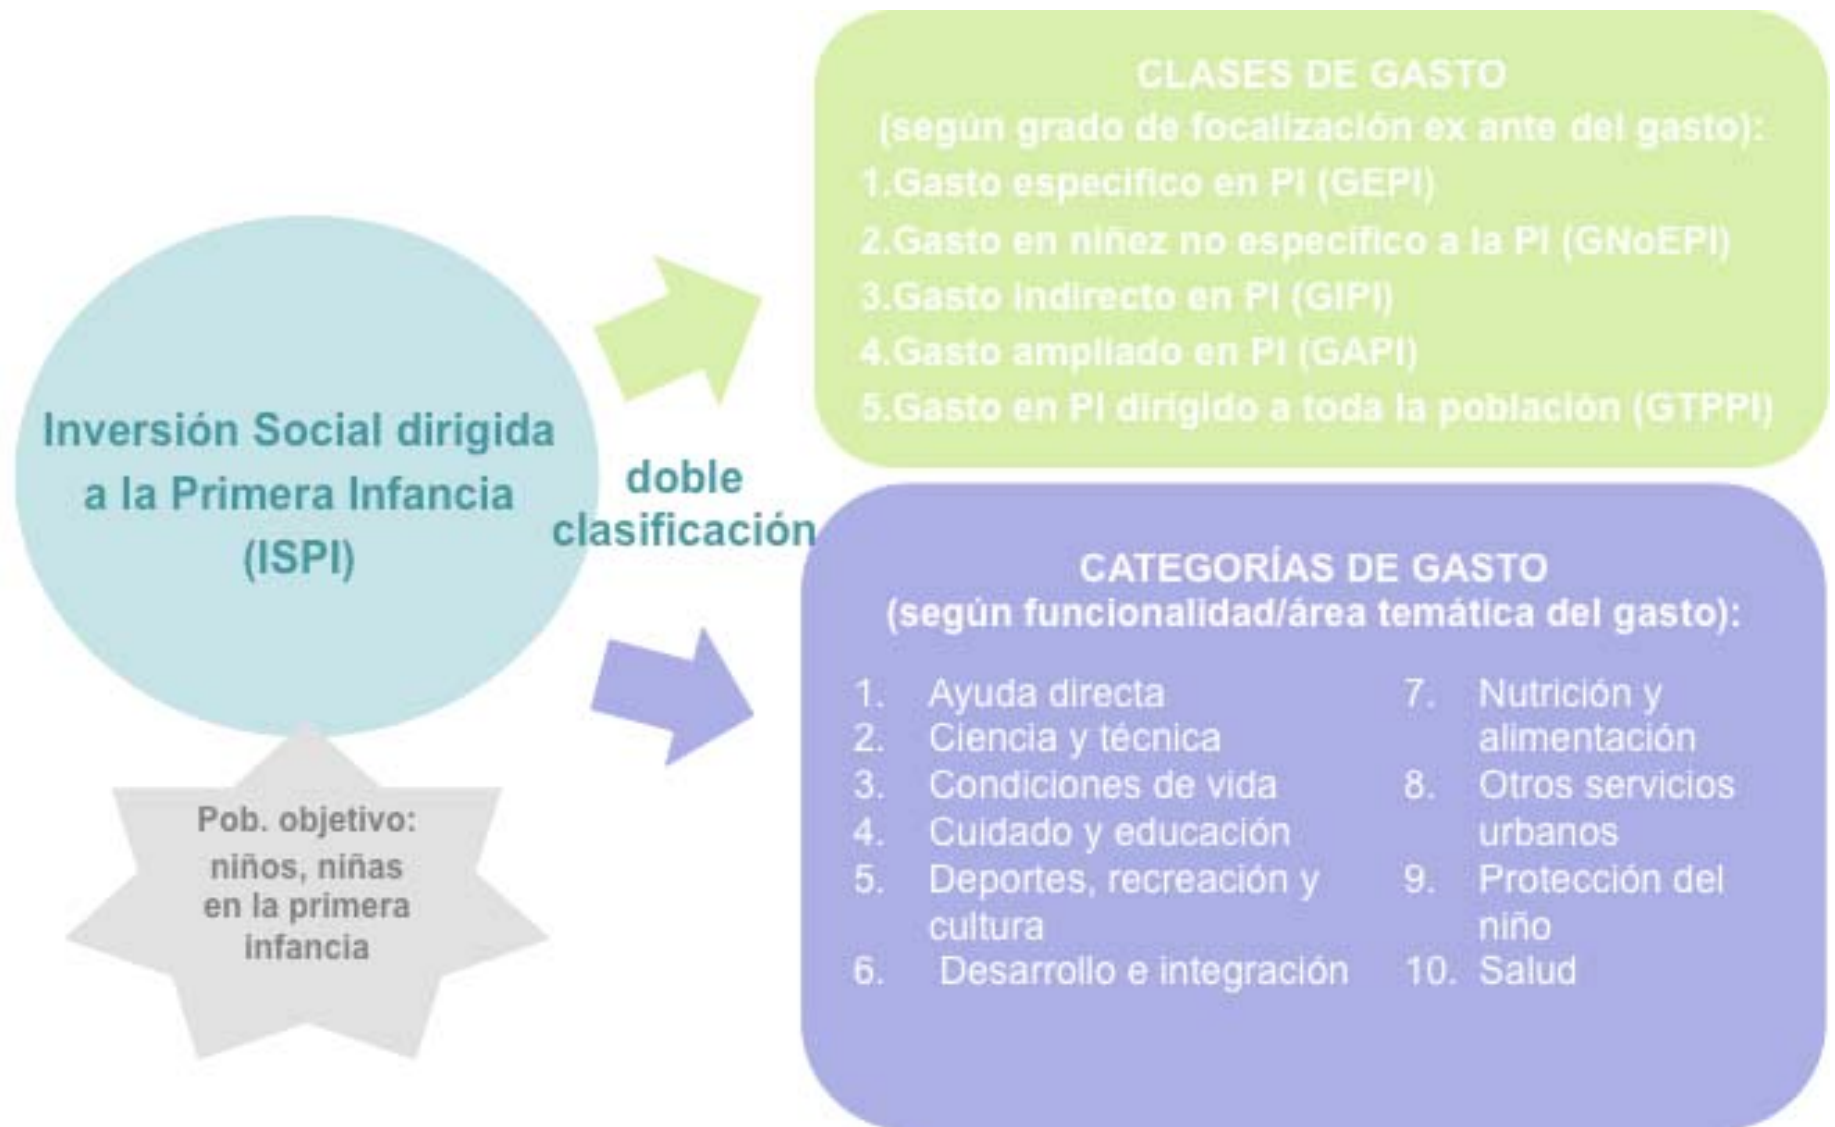 Inversión Social dirigida
a la Primera Infancia
(ISPI)
Pob. objetivo:
niños, niñas
en la primera
infancia
doble
clasificación
CLASES DE GASTO
(según grado de focalización ex ante del gasto):
1.Gasto específico en PI (GEPI)
2.Gasto en niñez no específico a la PI (GNoEPI)
3.Gasto indirecto en PI (GIPI)
4.Gasto ampliado en PI (GAPI)
5.Gasto en PI dirigido a toda la población (GTPPI)
CATEGORÍAS DE GASTO
(según funcionalidad/área temática del gasto):
1. Ayuda directa
2. Ciencia y técnica
3. Condiciones de vida
4. Cuidado y educación
5. Deportes, recreación y
cultura
6. Desarrollo e integración
7. Nutrición y
alimentación
8. Otros servicios
urbanos
9. Protección del
niño
10. Salud